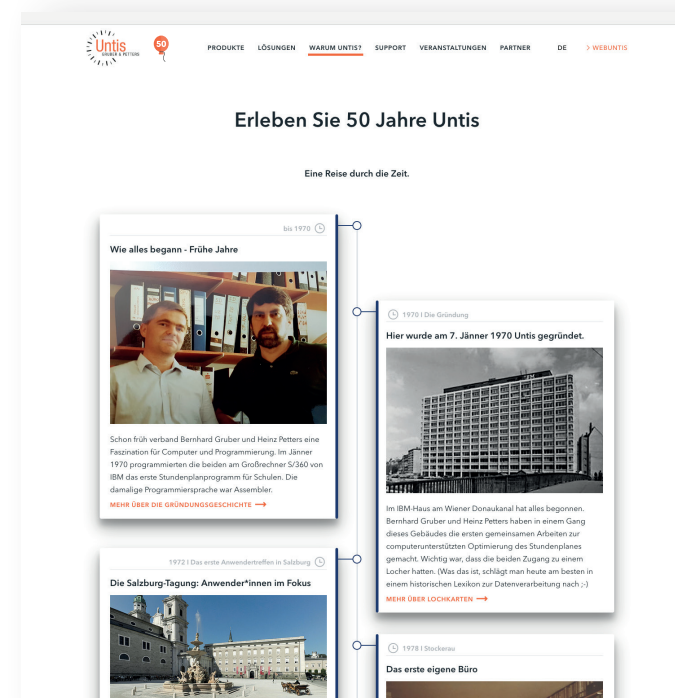 Untis
GRUBER & PETTERS
50
PRODUKTE LÖSUNGEN WARUM UNTIS? SUPPORT VERANSTALTUNGEN PARTNER DE > WEBUNTIS
Erleben Sie 50 Jahre Untis
Eine Reise durch die Zeit.
bis 1970
Wie alles begann - Frühe Jahre
Schon früh verband Bernhard Gruber und Heinz Petters eine
Faszination für Computer und Programmierung. Im Jänner
1970 programmierten die beiden am Großrechner S/360 von
IBM das erste Stundenplanprogramm für Schulen. Die
damalige Programmiersprache war Assembler.
MEHR ÜBER DIE GRÜNDUNGSGESCHICHTE →
1970 I Die Gründung
Hier wurde am 7. Jänner 1970 Untis gegründet.
IBM
Im IBM-Haus am Wiener Donaukanal hat alles begonnen.
Bernhard Gruber und Heinz Petters haben in einem Gang
dieses Gebäudes die ersten gemeinsamen Arbeiten zur
computerunterstützten Optimierung des Stundenplanes
gemacht. Wichtig war, dass die beiden Zugang zu einem
Locher hatten. (Was das ist, schlägt man heute am besten in
einem historischen Lexikon zur Datenverarbeitung nach ;-)
MEHR ÜBER LOCHKARTEN →
1972 I Das erste Anwendertreffen in Salzburg
Die Salzburg-Tagung: Anwender*innen im Fokus
1978 I Stockerau
Das erste eigene Büro